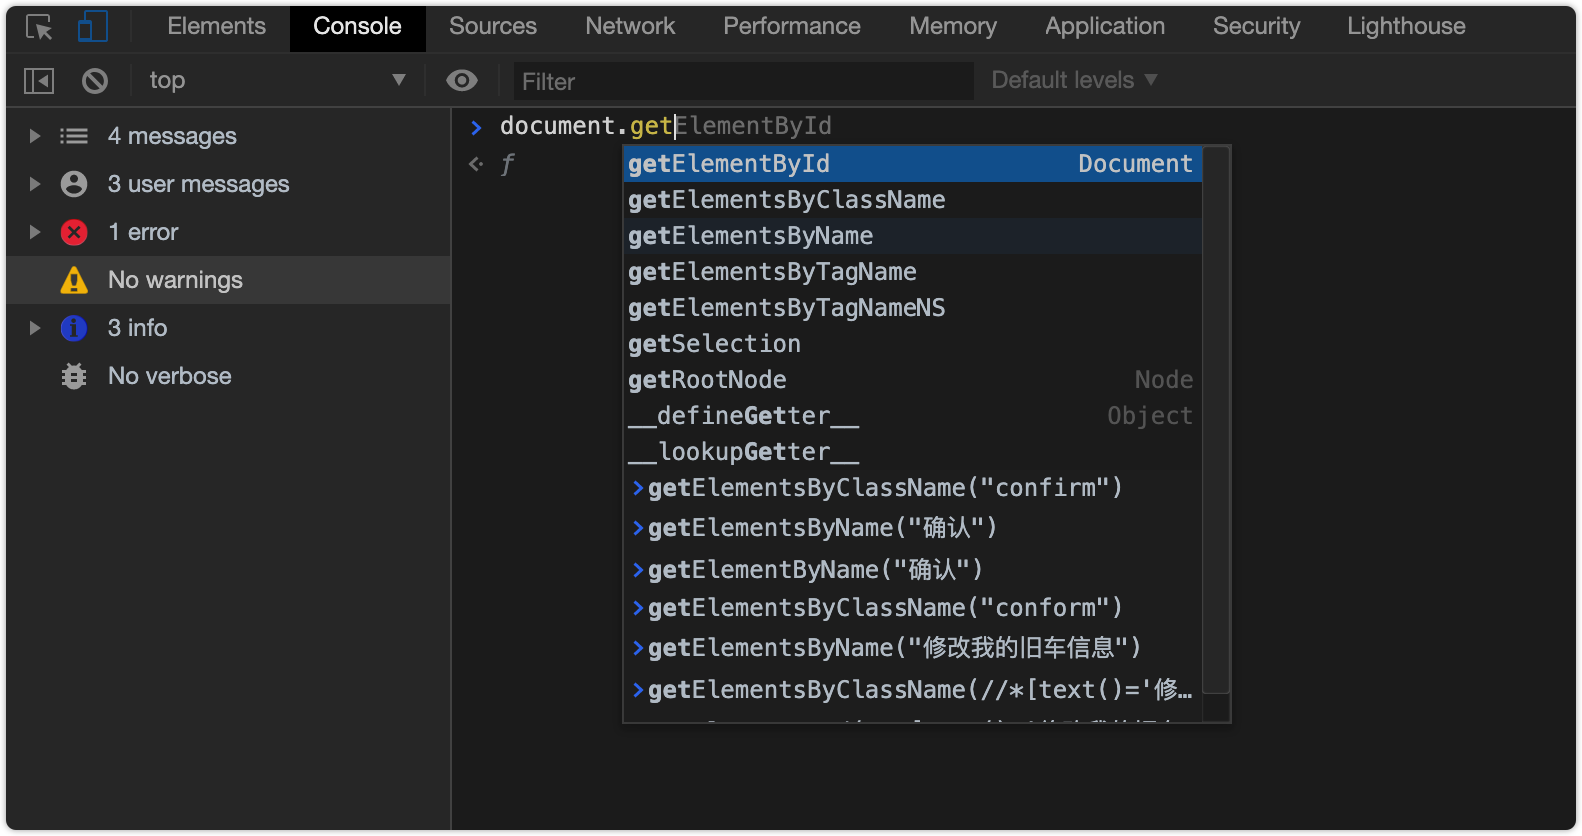 Elements Console Sources Network Performance Memory Application Security Lighthouse
top Filter Default levels
4 messages
3 user messages
1 error
No warnings
3 info
No verbose
document.getElementById
f
getElementById Document
getElementsByClassName
getElementsByName
getElementsByTagName
getElementsByTagNameNS
getSelection
getRootNode Node
__defineGetter__ Object
__lookupGetter__
>getElementsByClassName("confirm")
>getElementsByName("确认")
>getElementByName("确认")
>getElementsByClassName("conform")
>getElementsByName("修改我的旧车信息")
>getElementsByClassName(//*[text()='修…